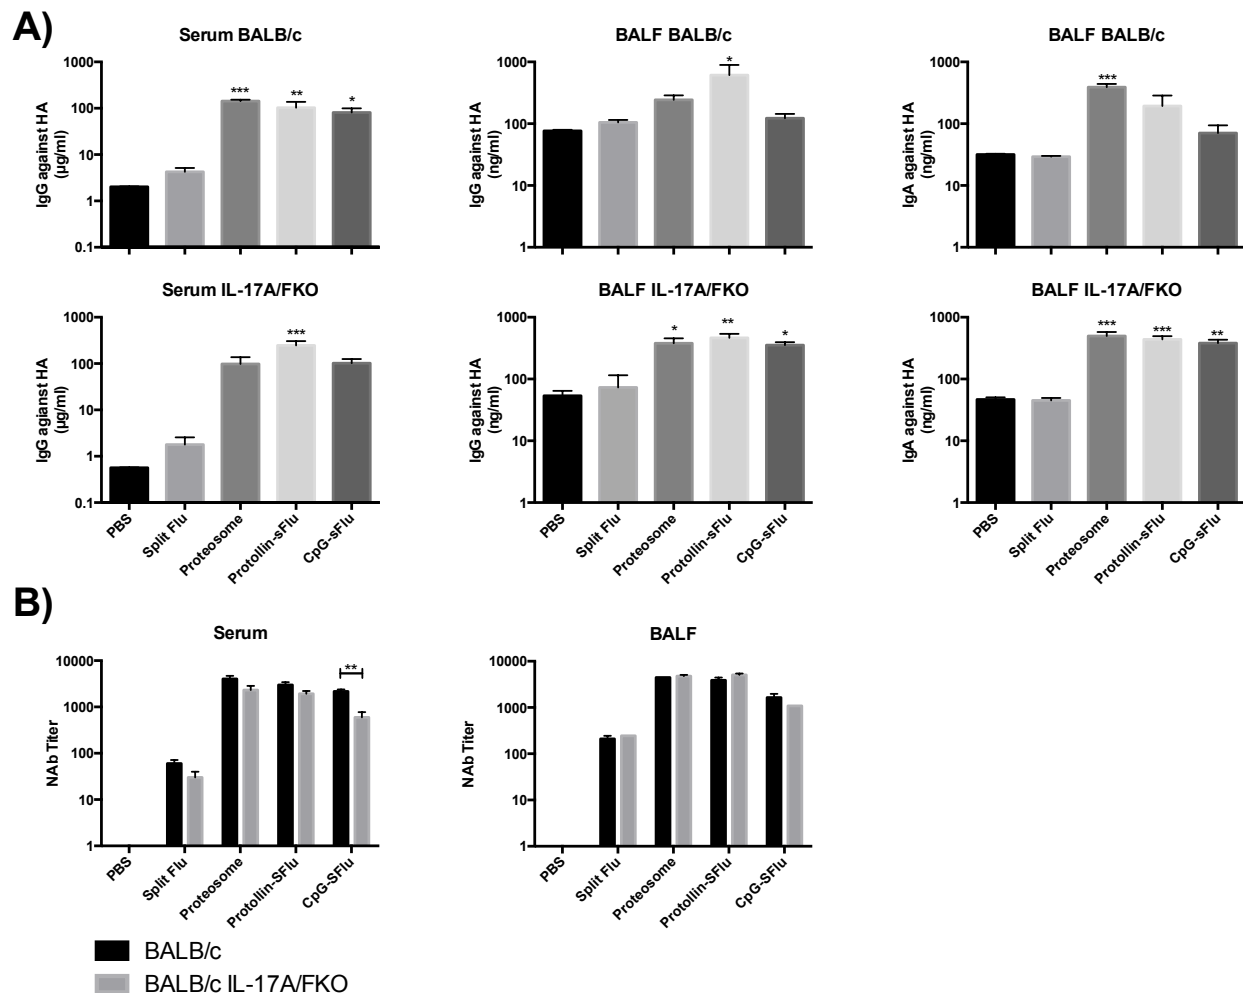 A)
Serum BALB/c
BALF BALB/c
BALF BALB/c
IgG against HA
(µg/ml)
1000
100
10
1
0.1
***
**
*
IgG against HA
(ng/ml)
1000
100
10
1
*
IgA against HA
(ng/ml)
1000
100
10
1
***
Serum IL-17A/FKO
BALF IL-17A/FKO
BALF IL-17A/FKO
IgG agianst HA
(µg/ml)
1000
100
10
1
0.1
***
PBS
Split Flu
Proteosome
Protollin-sFlu
CpG-sFlu
IgG against HA
(ng/ml)
1000
100
10
1
*
**
*
PBS
Split Flu
Proteosome
Protollin-sFlu
CpG-sFlu
IgA against HA
(ng/ml)
1000
100
10
1
***
***
**
PBS
Split Flu
Proteosome
Protollin-sFlu
CpG-sFlu
B)
Serum
BALF
NAb Titer
10000
1000
100
10
1
**
PBS
Split Flu
Proteosome
Protollin-SFlu
CpG-SFlu
NAb Titer
10000
1000
100
10
1
PBS
Split Flu
Proteosome
Protollin-SFlu
CpG-SFlu
BALB/c
BALB/c IL-17A/FKO